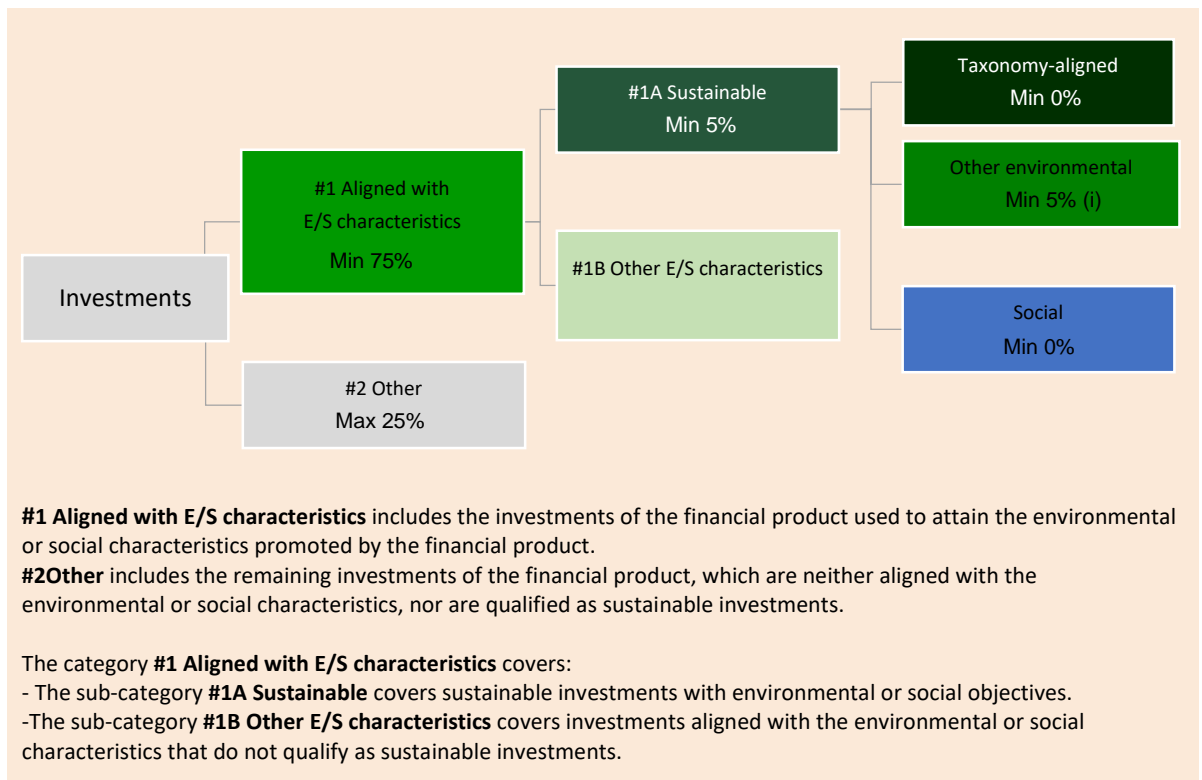 Investments
#1 Aligned with
E/S characteristics
Min 75%
#2 Other
Max 25%
#1A Sustainable
Min 5%
#1B Other E/S characteristics
Taxonomy-aligned
Min 0%
Other environmental
Min 5% (i)
Social
Min 0%
#1 Aligned with E/S characteristics includes the investments of the financial product used to attain the environmental
or social characteristics promoted by the financial product.
#2Other includes the remaining investments of the financial product, which are neither aligned with the
environmental or social characteristics, nor are qualified as sustainable investments.
The category #1 Aligned with E/S characteristics covers:
- The sub-category #1A Sustainable covers sustainable investments with environmental or social objectives.
-The sub-category #1B Other E/S characteristics covers investments aligned with the environmental or social
characteristics that do not qualify as sustainable investments.